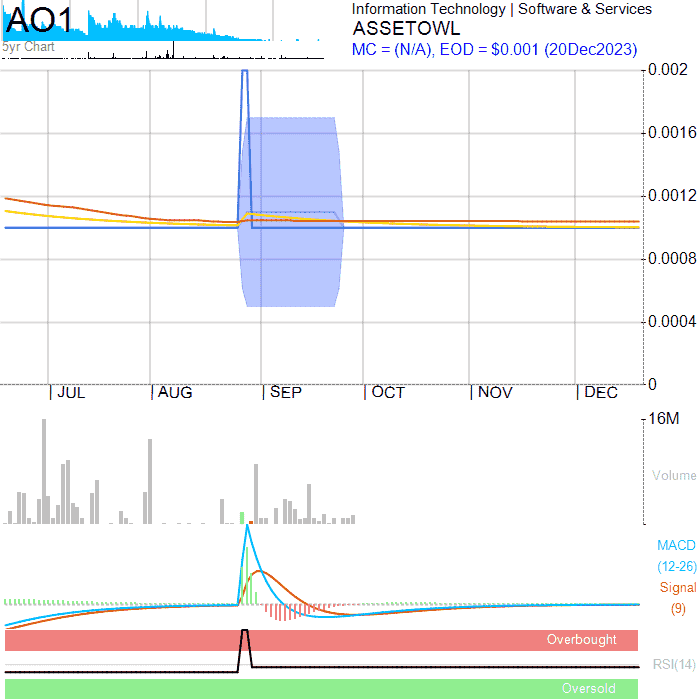 AO1
5yr Chart
Information Technology | Software & Services
ASSETOWL
MC = (N/A), EOD = $0.001 (20Dec2023)
0.002
0.0016
0.0012
0.0008
0.0004
0
JUL AUG SEP OCT NOV DEC
16M
Volume
MACD
(12-26)
Signal
(9)
Overbought
RSI(14)
Oversold